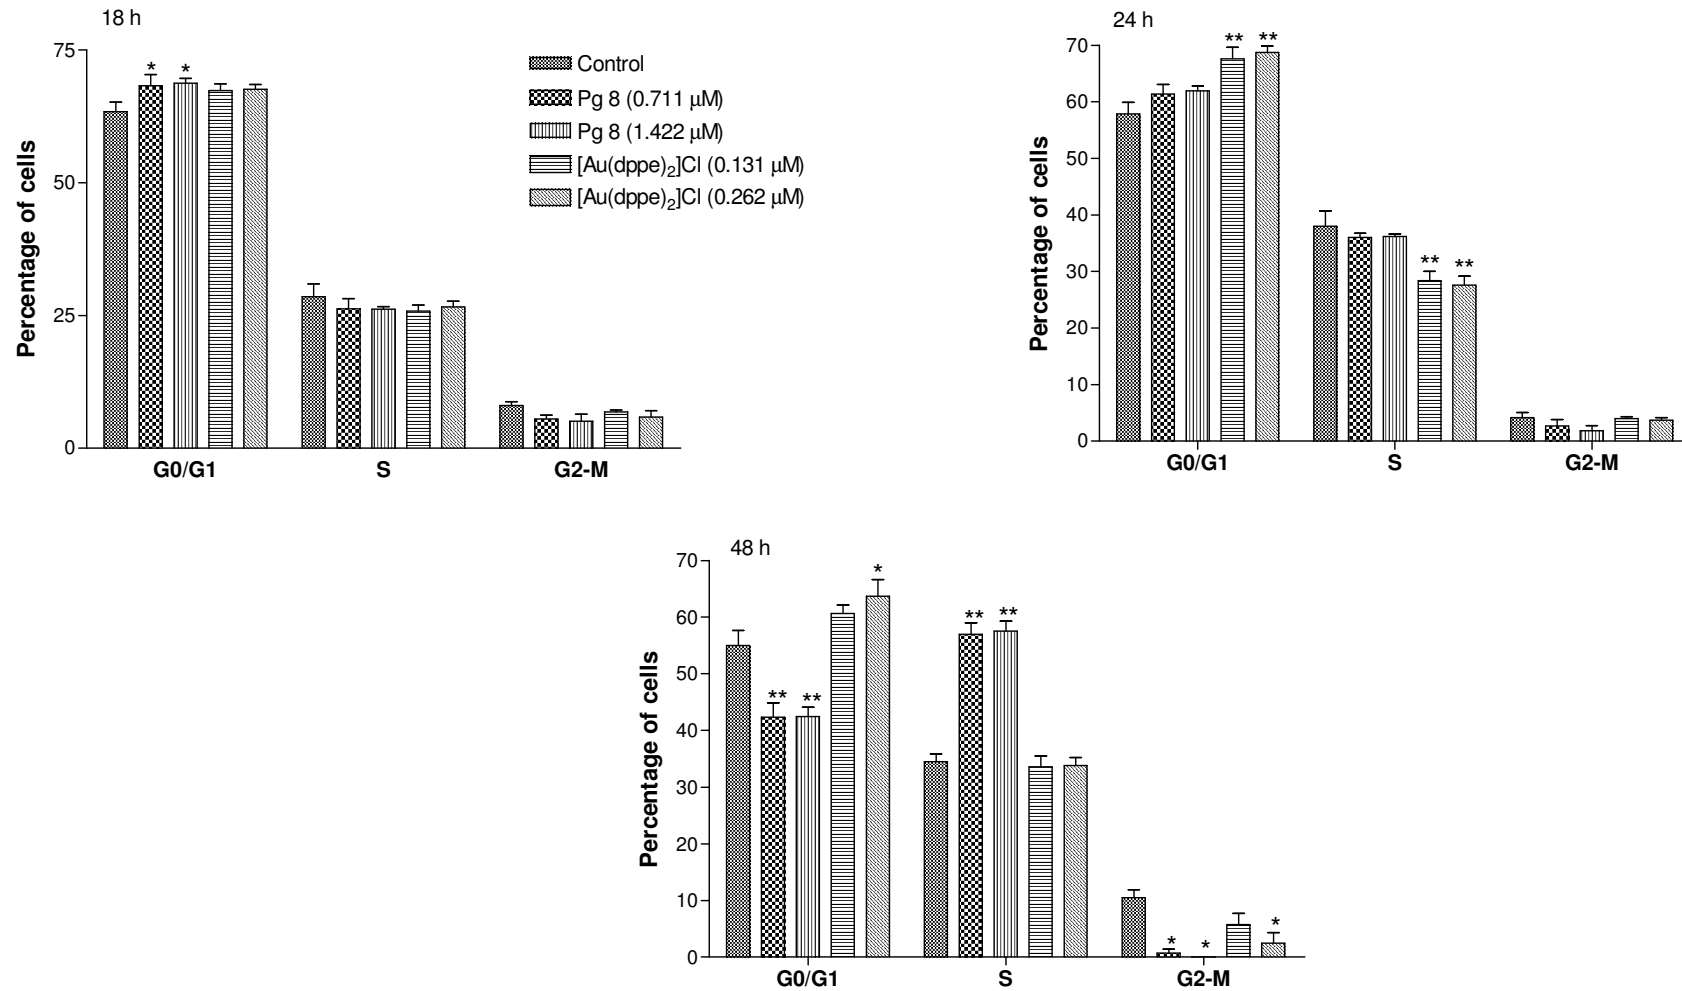 18 h
Percentage of cells
75
50
25
0
* *
G0/G1 S G2-M
Control
Pg 8 (0.711 µM)
Pg 8 (1.422 µM)
[Au(dppe)2]Cl (0.131 µM)
[Au(dppe)2]Cl (0.262 µM)
24 h
Percentage of cells
70
60
50
40
30
20
10
0
** **
** **
G0/G1 S G2-M
48 h
Percentage of cells
70
60
50
40
30
20
10
0
** ** *
** **
* * *
G0/G1 S G2-M